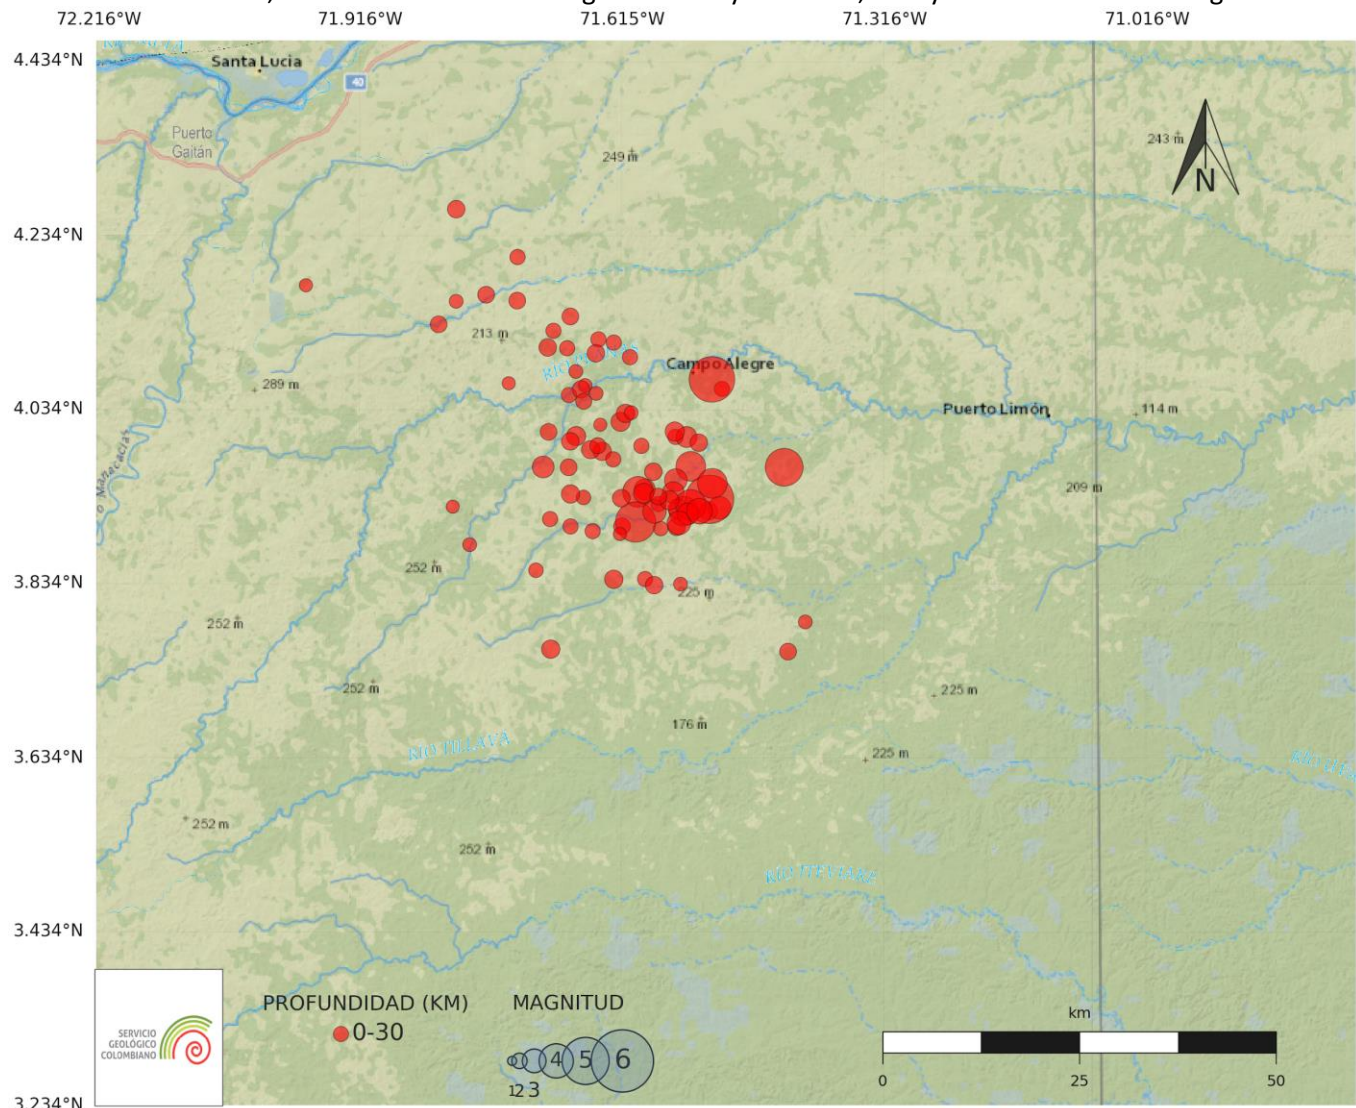 72.216°W 71.916°W 71.615°W 71.316°W 71.016°W
4.434°N
Santa Lucia
40
Puerto
Gaitán
249 m
243 m
N
4.234°N
213 m
Campo Alegre
289 m
4.034°N
Puerto Limón
114 m
209 m
252 m
3.834°N
225 m
252 m
252 m
225 m
176 m
RÍO TILLAVA
3.634°N
225 m
252 m
252 m
3.434°N
PROFUNDIDAD (KM)
0-30
MAGNITUD
1 2 3 4 5 6
SERVICIO
GEOLÓGICO
COLOMBIANO
km
0 25 50
3.234°N